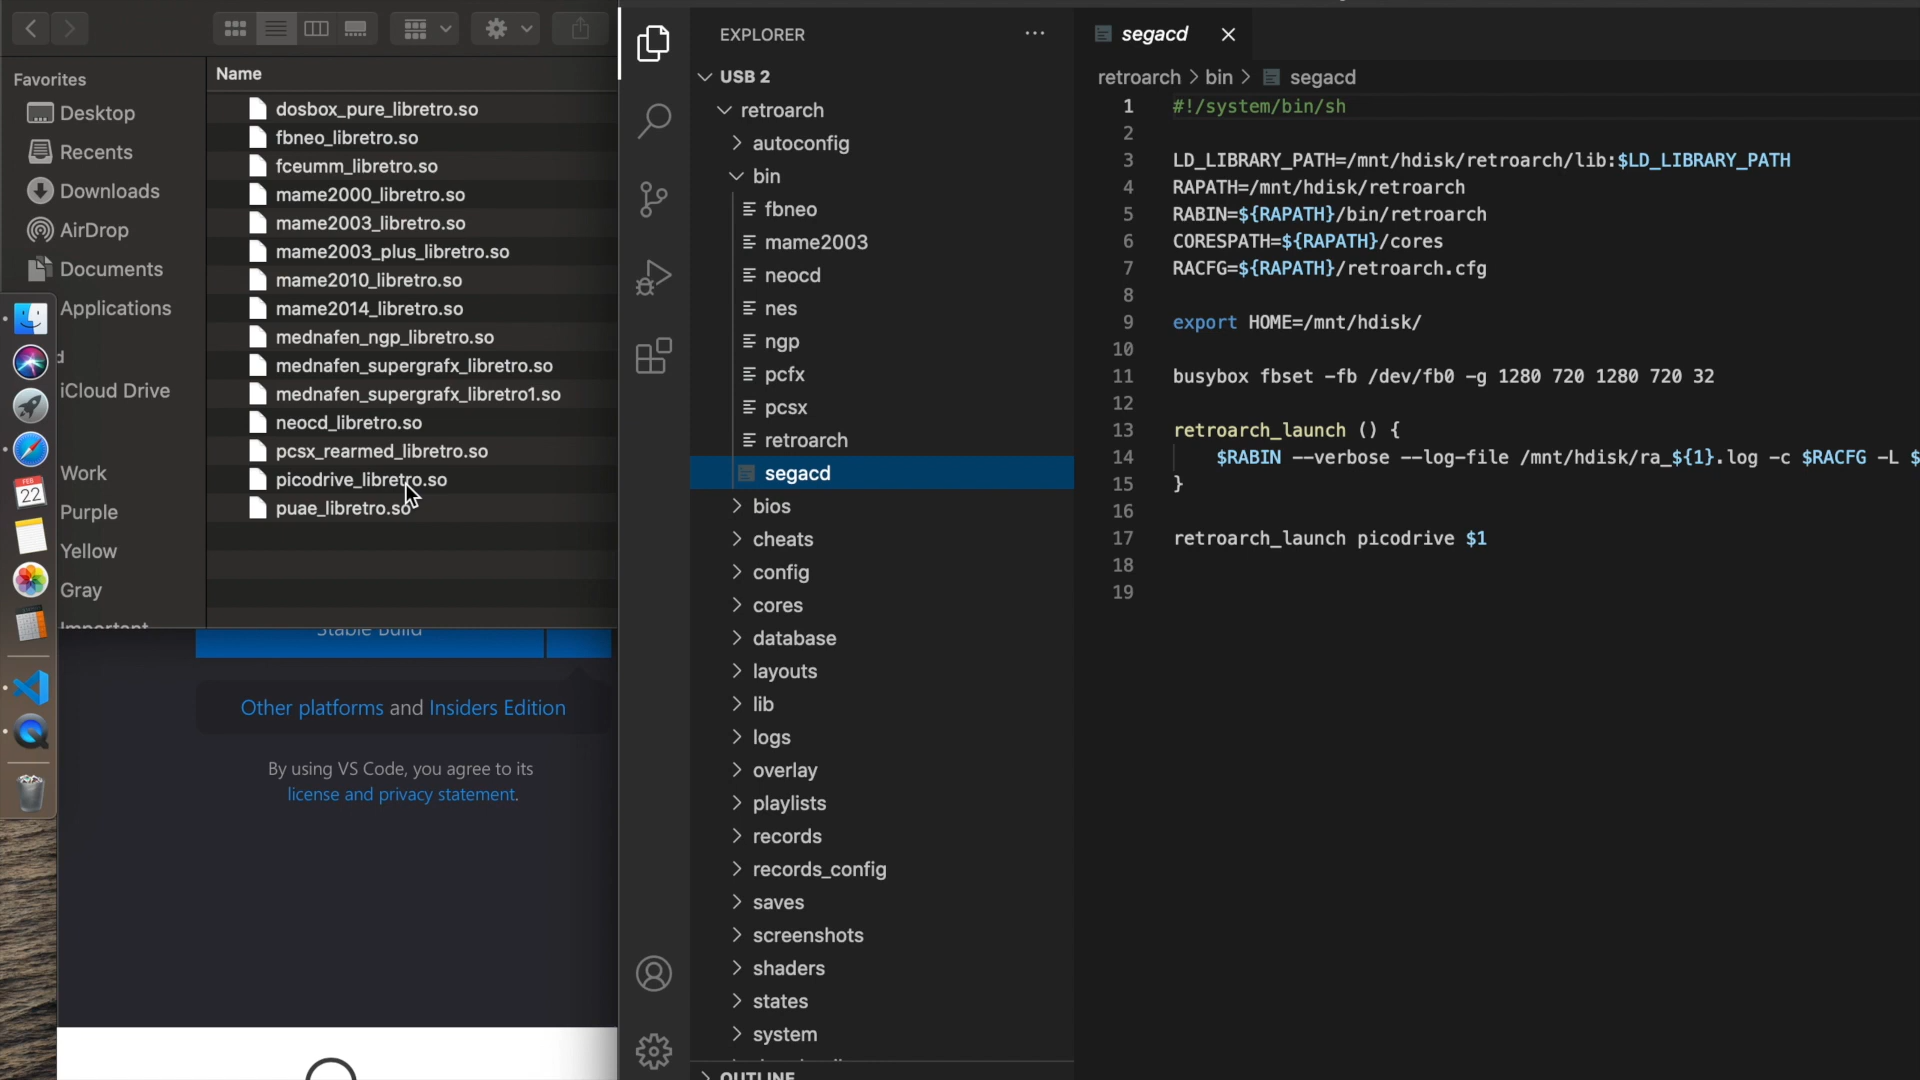 Name
Favorites
Desktop
Recents
Downloads
AirDrop
Documents
Applications
d
iCloud Drive
Work
Purple
Yellow
Gray
FEB
22
dosbox_pure_libretro.so
fbneo_libretro.so
fceumm_libretro.so
mame2000_libretro.so
mame2003_libretro.so
mame2003_plus_libretro.so
mame2010_libretro.so
mame2014_libretro.so
mednafen_ngp_libretro.so
mednafen_supergrafx_libretro.so
mednafen_supergrafx_libretro1.so
neocd_libretro.so
pcsx_rearmed_libretro.so
picodrive_libretro.so
puae_libretro.so
Stable Build
Other platforms and Insiders Edition
By using VS Code, you agree to its
license and privacy statement.
EXPLORER
USB 2
retroarch
autoconfig
bin
fbneo
mame2003
neocd
nes
ngp
pcfx
pcsx
retroarch
segacd
bios
cheats
config
cores
database
layouts
lib
logs
overlay
playlists
records
records_config
saves
screenshots
shaders
states
system
OUTLINE
segacd
retroarch > bin > segacd
1 #!/system/bin/sh
2
3 LD_LIBRARY_PATH=/mnt/hdisk/retroarch/lib:$LD_LIBRARY_PATH
4 RAPATH=/mnt/hdisk/retroarch
5 RABIN=${RAPATH}/bin/retroarch
6 CORESPATH=${RAPATH}/cores
7 RACFG=${RAPATH}/retroarch.cfg
8
9 export HOME=/mnt/hdisk/
10
11 busybox fbset -fb /dev/fb0 -g 1280 720 1280 720 32
12
13 retroarch_launch () {
14 $RABIN --verbose --log-file /mnt/hdisk/ra_${1}.log -c $RACFG -L $
15 }
16
17 retroarch_launch picodrive $1
18
19